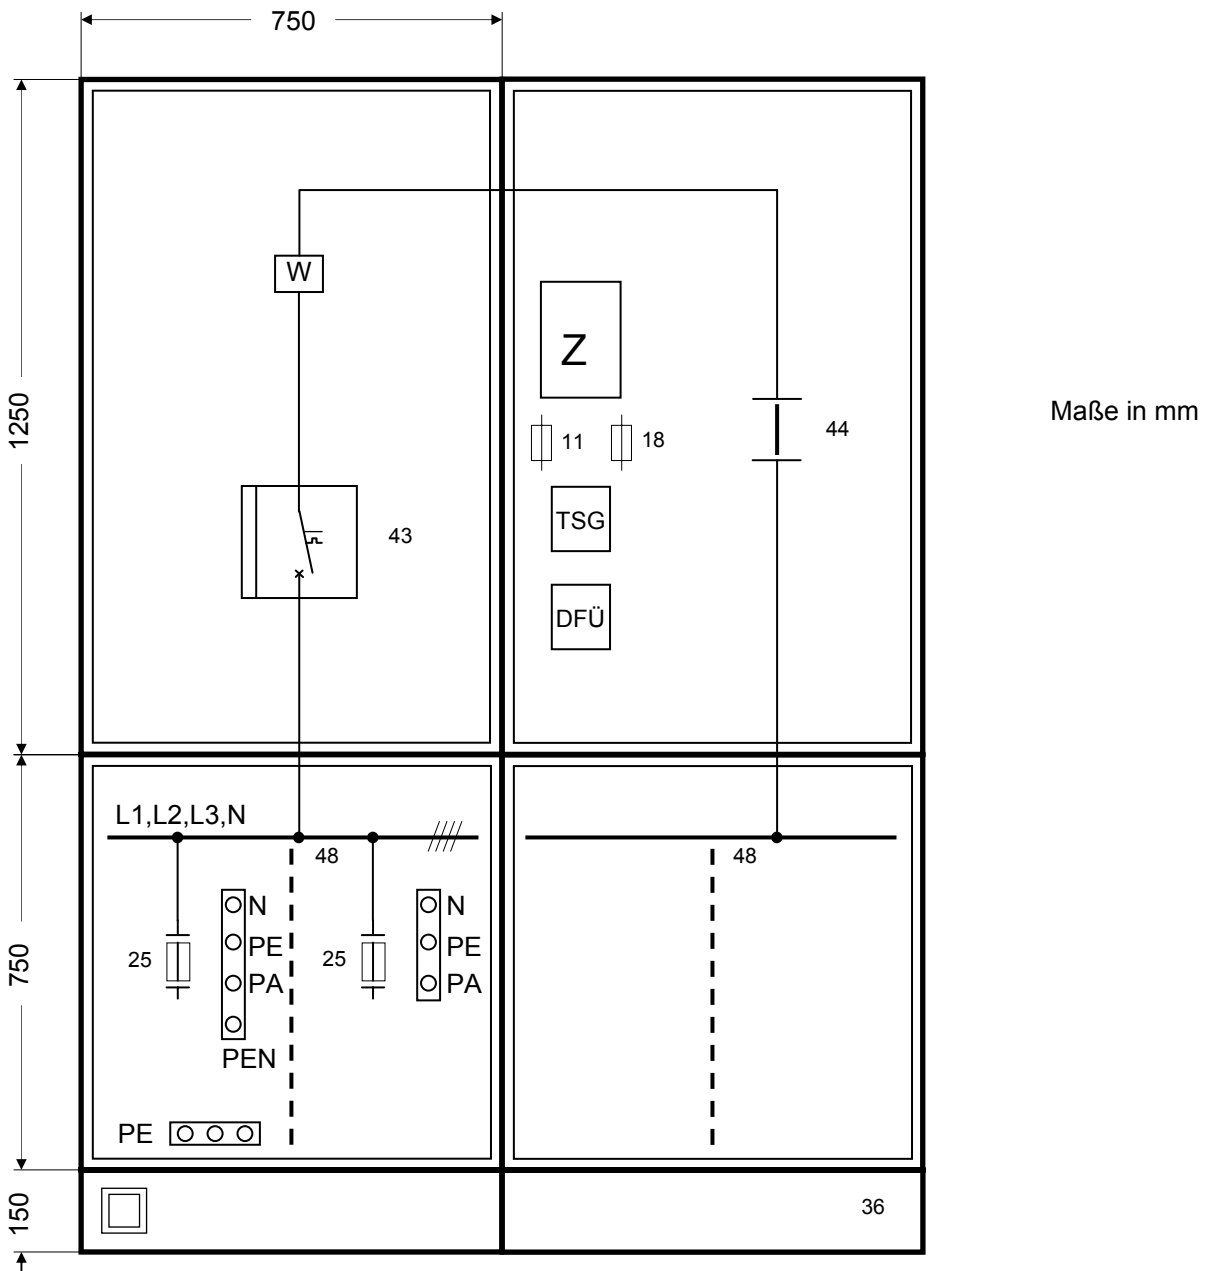 750
1250
W
Z
Maße in mm
44
11
18
TSG
43
DFÜ
L1,L2,L3,N
48
48
N
N
25
PE
25
PE
PA
PA
750
PEN
PE
150
36